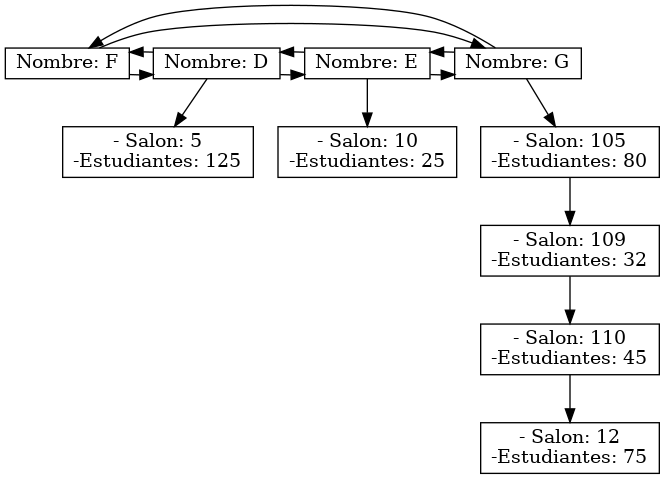 Nombre: F
Nombre: D
Nombre: E
Nombre: G
- Salon: 5
-Estudiantes: 125
- Salon: 10
-Estudiantes: 25
- Salon: 105
-Estudiantes: 80
- Salon: 109
-Estudiantes: 32
- Salon: 110
-Estudiantes: 45
- Salon: 12
-Estudiantes: 75